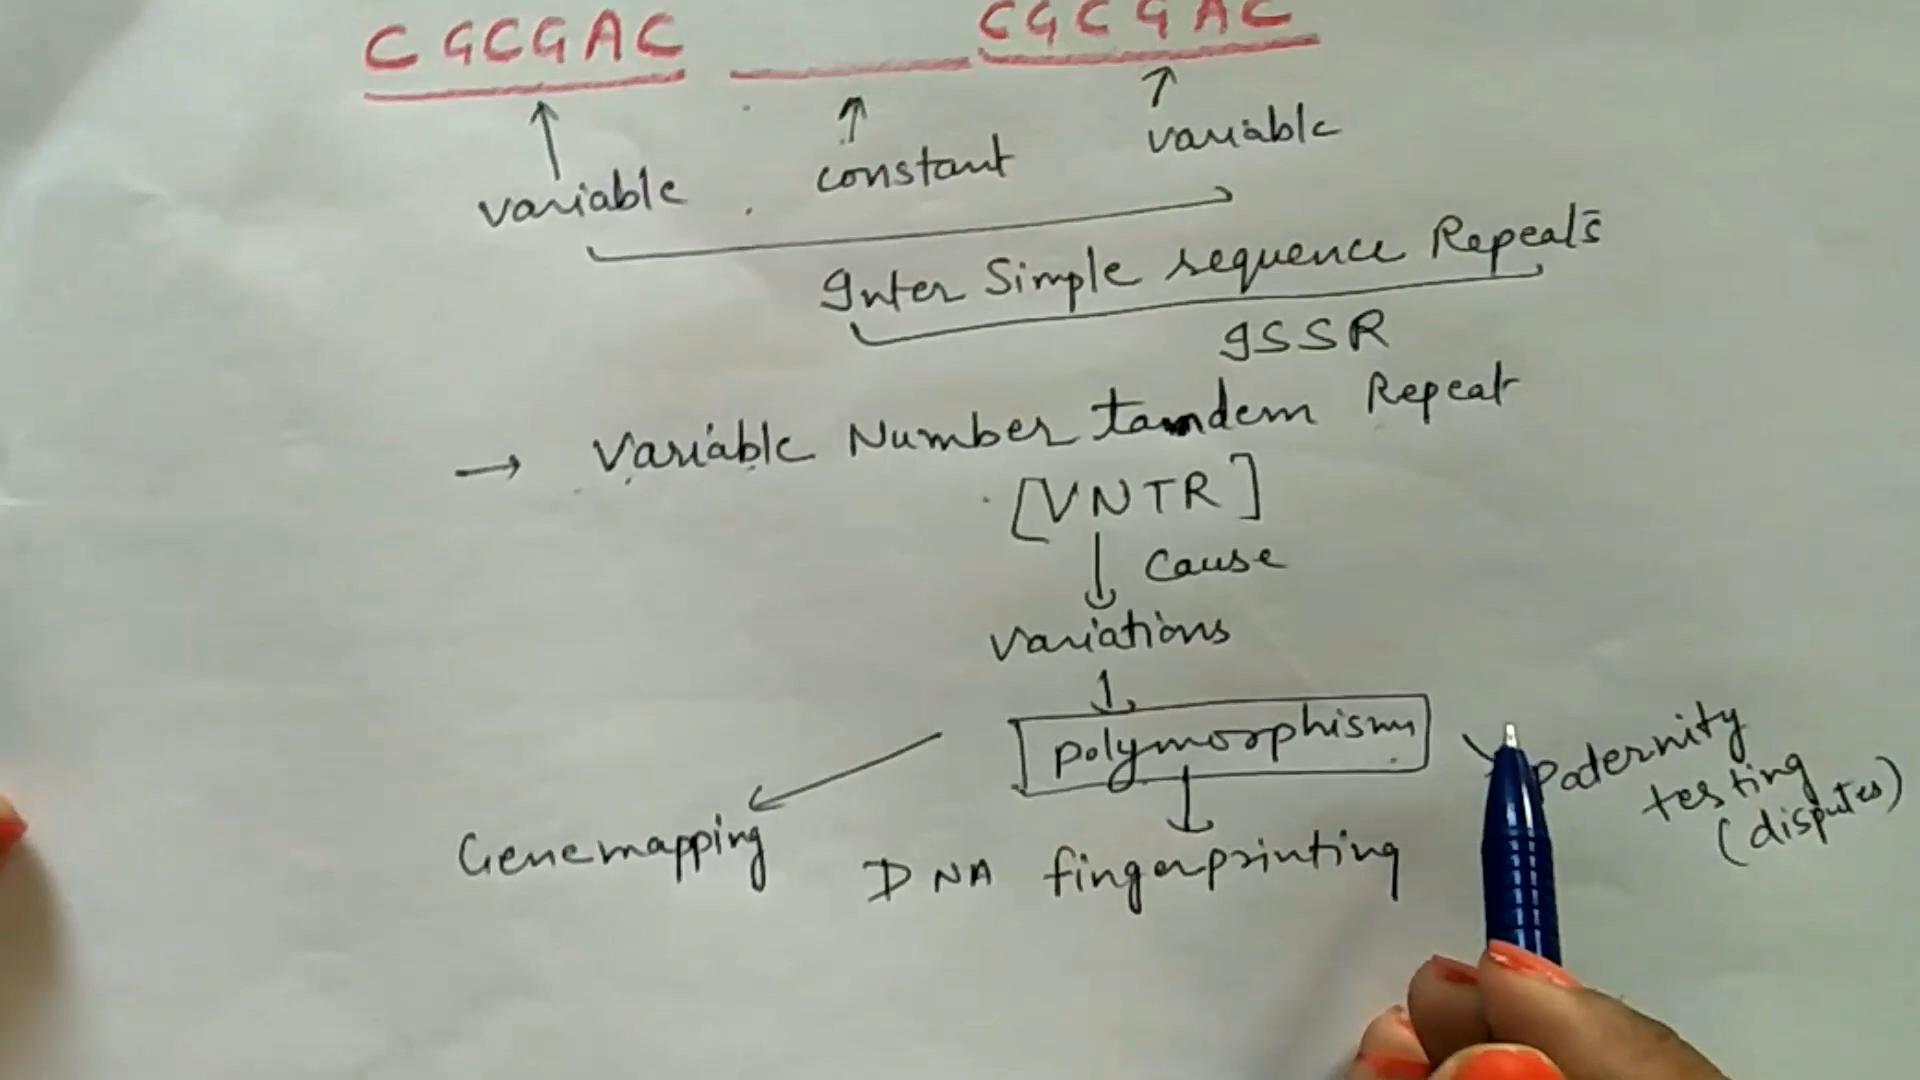 CGCGAC CGCGAC
variable constant variable
Inter Simple sequence Repeats
ISSR
→ Variable Number tandem Repeat
[VNTR]
↓ Cause
variations
↓
polymorphism
Genemapping DNA fingerprinting
paternity
testing
(disputes)